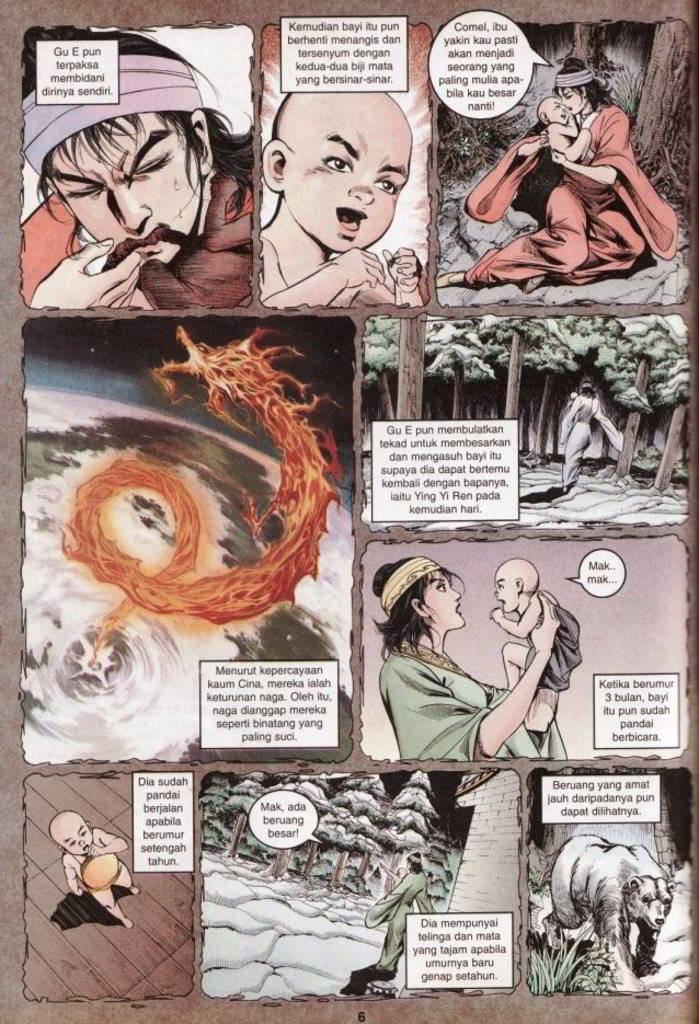 Gu E pun
terpaksa
membidani
dirinya sendiri.
Kemudian bayi itu pun
berhenti menangis dan
tersenyum dengan
kedua-dua biji mata
yang bersinar-sinar.
Comel, ibu
yakin kau pasti
akan menjadi
seorang yang
paling mulia apa-
bila kau besar
nanti!
Menurut kepercayaan
kaum Cina, mereka ialah
keturunan naga. Oleh itu,
naga dianggap mereka
seperti binatang yang
paling suci.
Gu E pun membulatkan
tekad untuk membesarkan
dan mengasuh bayi itu
supaya dia dapat bertemu
kembali dengan bapanya,
iaitu Ying Yi Ren pada
kemudian hari.
Mak..
mak...
Ketika berumur
3 bulan, bayi
itu pun sudah
pandai
berbicara.
Dia sudah
pandai
berjalan
apabila
berumur
setengah
tahun.
Mak, ada
beruang
besar!
Dia mempunyai
telinga dan mata
yang tajam apabila
umurnya baru
genap setahun.
Beruang yang amat
jauh daripadanya pun
dapat dilihatnya.
6